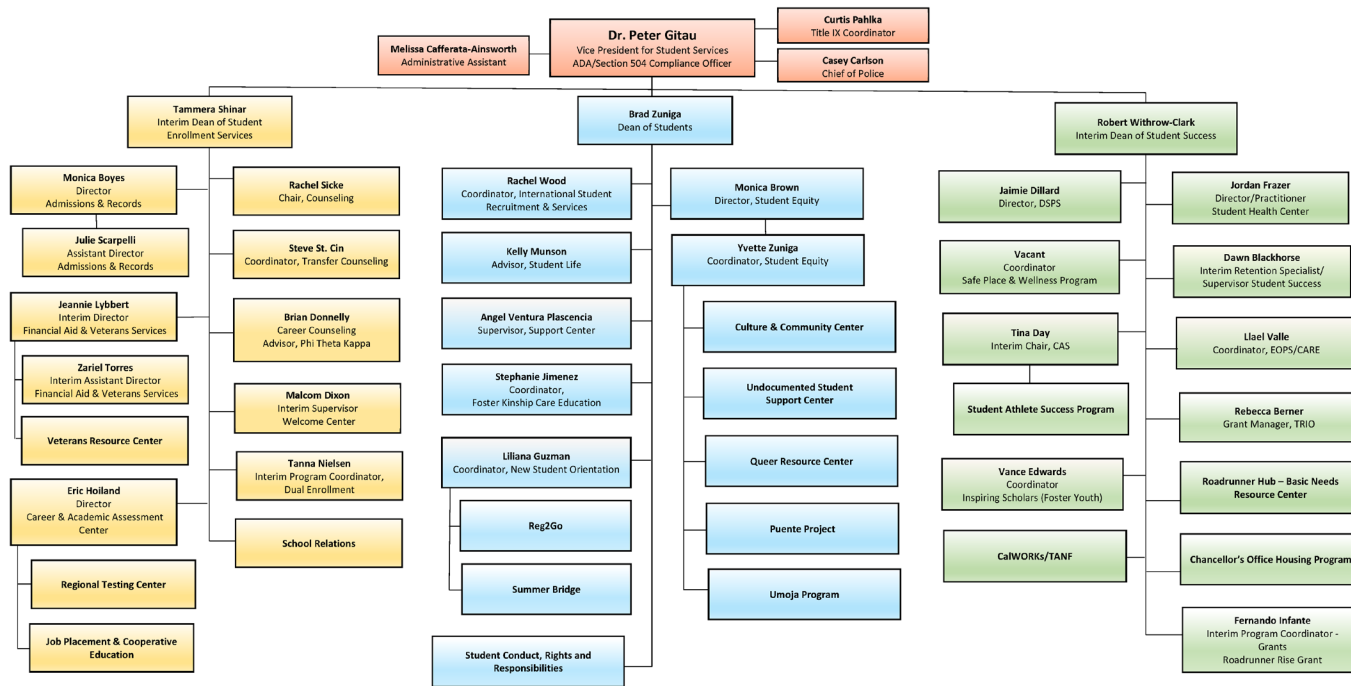 Dr. Peter Gitau
Vice President for Student Services
ADA/Section 504 Compliance Officer
Melissa Cafferata-Ainsworth
Administrative Assistant
Curtis Pahlka
Title IX Coordinator
Casey Carlson
Chief of Police
Tammera Shinar
Interim Dean of Student
Enrollment Services
Monica Boyes
Director
Admissions & Records
Julie Scarpelli
Assistant Director
Admissions & Records
Jeannie Lybbert
Interim Director
Financial Aid & Veterans Services
Zariel Torres
Interim Assistant Director
Financial Aid & Veterans Services
Veterans Resource Center
Eric Hoiland
Director
Career & Academic Assessment
Center
Regional Testing Center
Job Placement & Cooperative
Education
Rachel Sicke
Chair, Counseling
Steve St. Cin
Coordinator, Transfer Counseling
Brian Donnelly
Career Counseling
Advisor, Phi Theta Kappa
Malcom Dixon
Interim Supervisor
Welcome Center
Tanna Nielsen
Interim Program Coordinator,
Dual Enrollment
School Relations
Brad Zuniga
Dean of Students
Rachel Wood
Coordinator, International Student
Recruitment & Services
Kelly Munson
Advisor, Student Life
Angel Ventura Plascencia
Supervisor, Support Center
Stephanie Jimenez
Coordinator,
Foster Kinship Care Education
Liliana Guzman
Coordinator, New Student Orientation
Reg2Go
Summer Bridge
Student Conduct, Rights and
Responsibilities
Monica Brown
Director, Student Equity
Yvette Zuniga
Coordinator, Student Equity
Culture & Community Center
Undocumented Student
Support Center
Queer Resource Center
Puente Project
Umoja Program
Robert Withrow-Clark
Interim Dean of Student Success
Jaimie Dillard
Director, DSPS
Vacant
Coordinator
Safe Place & Wellness Program
Tina Day
Interim Chair, CAS
Student Athlete Success Program
Vance Edwards
Coordinator
Inspiring Scholars (Foster Youth)
CalWORKs/TANF
Jordan Frazer
Director/Practitioner
Student Health Center
Dawn Blackhorse
Interim Retention Specialist/
Supervisor Student Success
Llael Valle
Coordinator, EOPS/CARE
Rebecca Berner
Grant Manager, TRIO
Roadrunner Hub – Basic Needs
Resource Center
Chancellor's Office Housing Program
Fernando Infante
Interim Program Coordinator -
Grants
Roadrunner Rise Grant